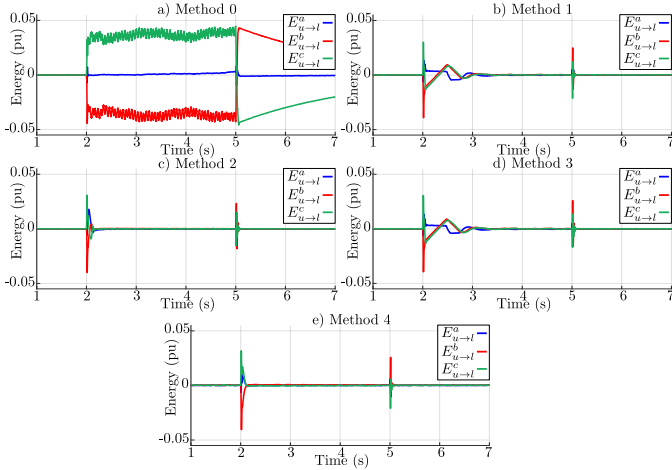 a) Method 0
Energy (pu)
0.05
0
-0.05
1 2 3 4 5 6 7
Time (s)
E^a_{u→l}
E^b_{u→l}
E^c_{u→l}
b) Method 1
Energy (pu)
0.05
0
-0.05
1 2 3 4 5 6 7
Time (s)
E^a_{u→l}
E^b_{u→l}
E^c_{u→l}
c) Method 2
Energy (pu)
0.05
0
-0.05
1 2 3 4 5 6 7
Time (s)
E^a_{u→l}
E^b_{u→l}
E^c_{u→l}
d) Method 3
Energy (pu)
0.05
0
-0.05
1 2 3 4 5 6 7
Time (s)
E^a_{u→l}
E^b_{u→l}
E^c_{u→l}
e) Method 4
Energy (pu)
0.05
0
-0.05
1 2 3 4 5 6 7
Time (s)
E^a_{u→l}
E^b_{u→l}
E^c_{u→l}